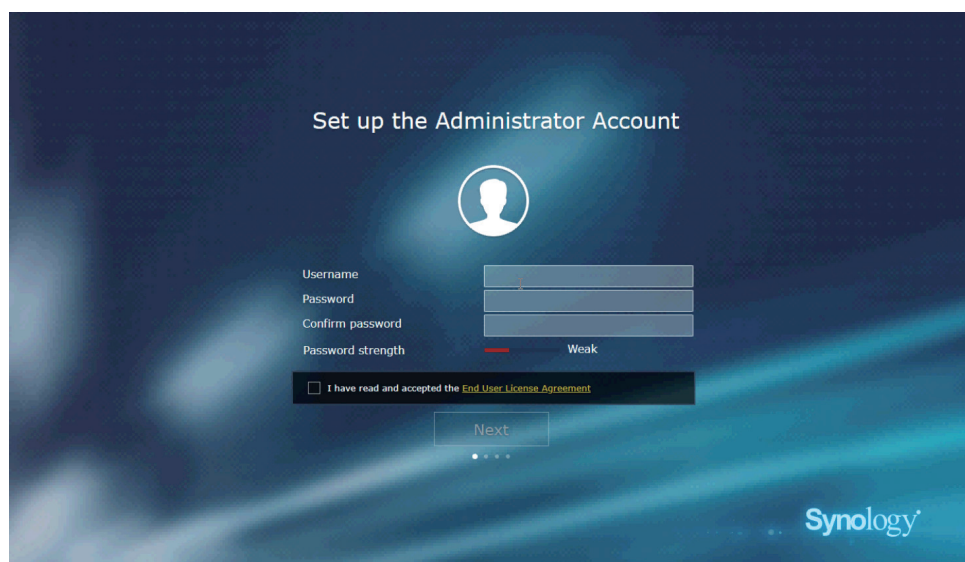 Set up the Administrator Account
Username
Password
Confirm password
Password strength Weak
I have read and accepted the End User License Agreement
Next
Synology